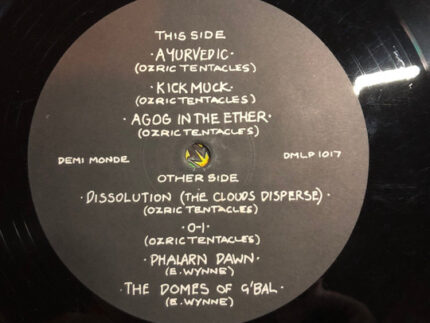 THIS SIDE
· AYURVEDIC ·
(OZRIC TENTACLES)
· KICK MUCK ·
(OZRIC TENTACLES)
· AGOG IN THE ETHER ·
(OZRIC TENTACLES)
DEMI MONDE DMLP 1017
OTHER SIDE
· DISSOLUTION (THE CLOUDS DISPERSE) ·
(OZRIC TENTACLES)
· O-I ·
(OZRIC TENTACLES)
· PHALARN DAWN ·
(E. WYNNE)
· THE DOMES OF G'BAL ·
(E. WYNNE)